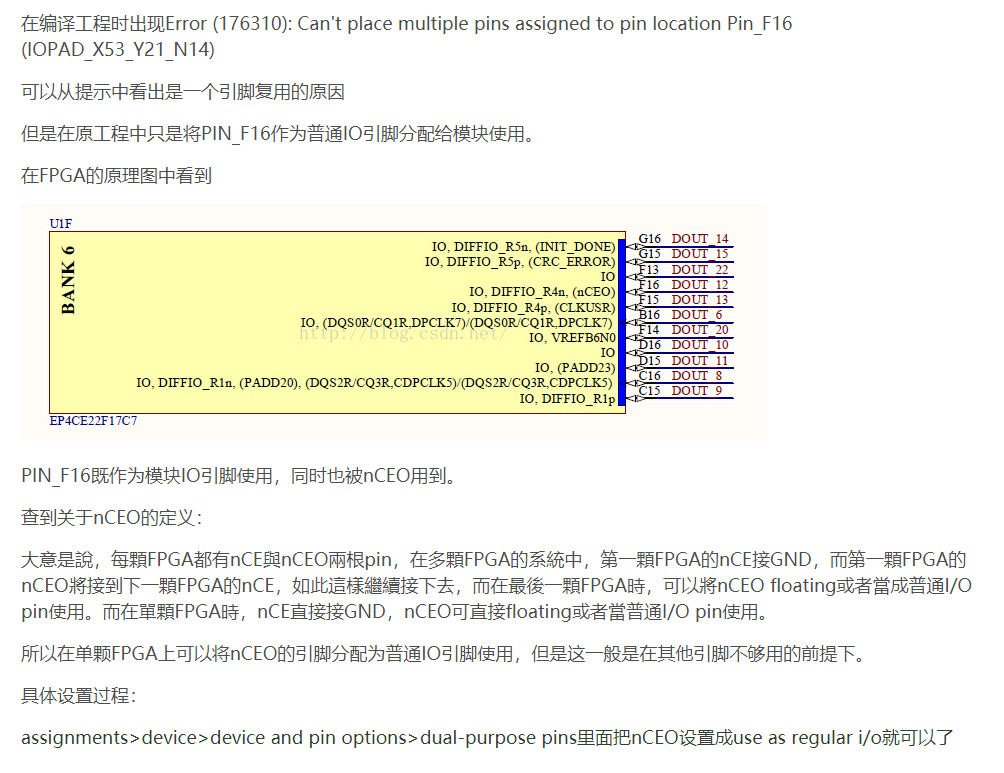 在编译工程时出现Error (176310): Can't place multiple pins assigned to pin location Pin_F16
(IOPAD_X53_Y21_N14)
可以从提示中看出是一个引脚复用的原因
但是在原工程中只是将PIN_F16作为普通IO引脚分配给模块使用。
在FPGA的原理图中看到
U1F
BANK 6
IO, DIFFIO_R5n, (INIT_DONE) G16 DOUT_14
IO, DIFFIO_R5p, (CRC_ERROR) G15 DOUT_15
IO F13 DOUT_22
IO, DIFFIO_R4n, (nCEO) F16 DOUT_12
IO, DIFFIO_R4p, (CLKUSR) F15 DOUT_13
IO, (DQS0R/CQ1R,DPCLK7)/(DQS0R/CQ1R,DPCLK7) B16 DOUT_6
IO, VREFB6N0 F14 DOUT_20
IO D16 DOUT_10
IO, (PADD23) D15 DOUT_11
IO, DIFFIO_R1n, (PADD20), (DQS2R/CQ3R,CDPCLK5)/(DQS2R/CQ3R,CDPCLK5) C16 DOUT_8
IO, DIFFIO_R1p C15 DOUT_9
http://blog.csdn.net/
EP4CE22F17C7
PIN_F16既作为模块IO引脚使用，同时也被nCEO用到。
查到关于nCEO的定义：
大意是說，每顆FPGA都有nCE與nCEO兩根pin，在多顆FPGA的系統中，第一顆FPGA的nCE接GND，而第一顆FPGA的
nCEO將接到下一顆FPGA的nCE，如此這樣繼續接下去，而在最後一顆FPGA時，可以將nCEO floating或者當成普通I/O
pin使用。而在單顆FPGA時，nCE直接接GND，nCEO可直接floating或者當普通I/O pin使用。
所以在单颗FPGA上可以将nCEO的引脚分配为普通IO引脚使用，但是这一般是在其他引脚不够用的前提下。
具体设置过程：
assignments>device>device and pin options>dual-purpose pins里面把nCEO设置成use as regular i/o就可以了